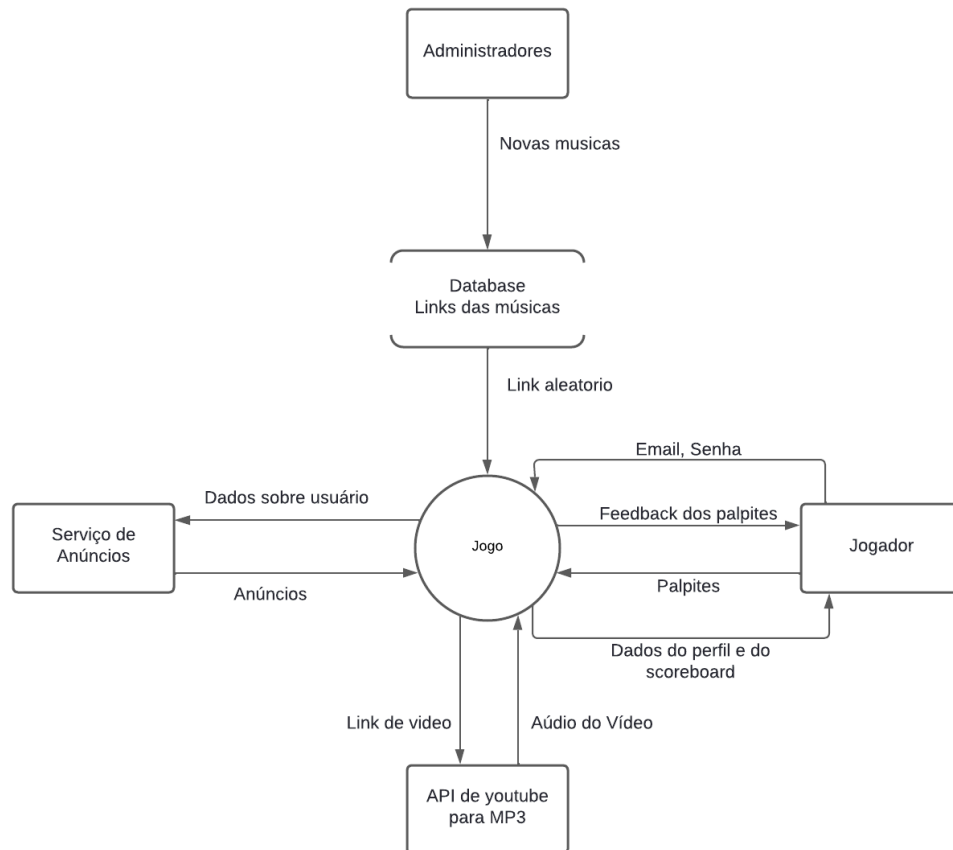 Administradores
Novas musicas
Database
Links das músicas
Link aleatorio
Email, Senha
Dados sobre usuário
Feedback dos palpites
Serviço de
Anúncios
Jogo
Jogador
Anúncios
Palpites
Dados do perfil e do
scoreboard
Link de video
Aúdio do Vídeo
API de youtube
para MP3